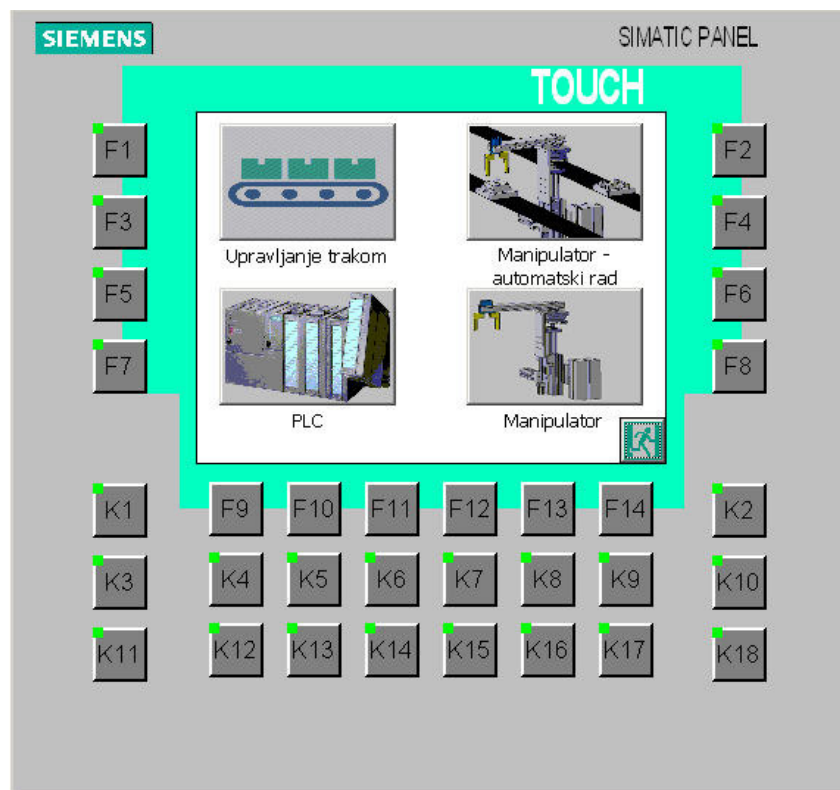 SIEMENS
SIMATIC PANEL
TOUCH
F1
F2
F3
F4
F5
F6
F7
F8
Upravljanje trakom
Manipulator -
automatski rad
PLC
Manipulator
K1
F9
F10
F11
F12
F13
F14
K2
K3
K4
K5
K6
K7
K8
K9
K10
K11
K12
K13
K14
K15
K16
K17
K18